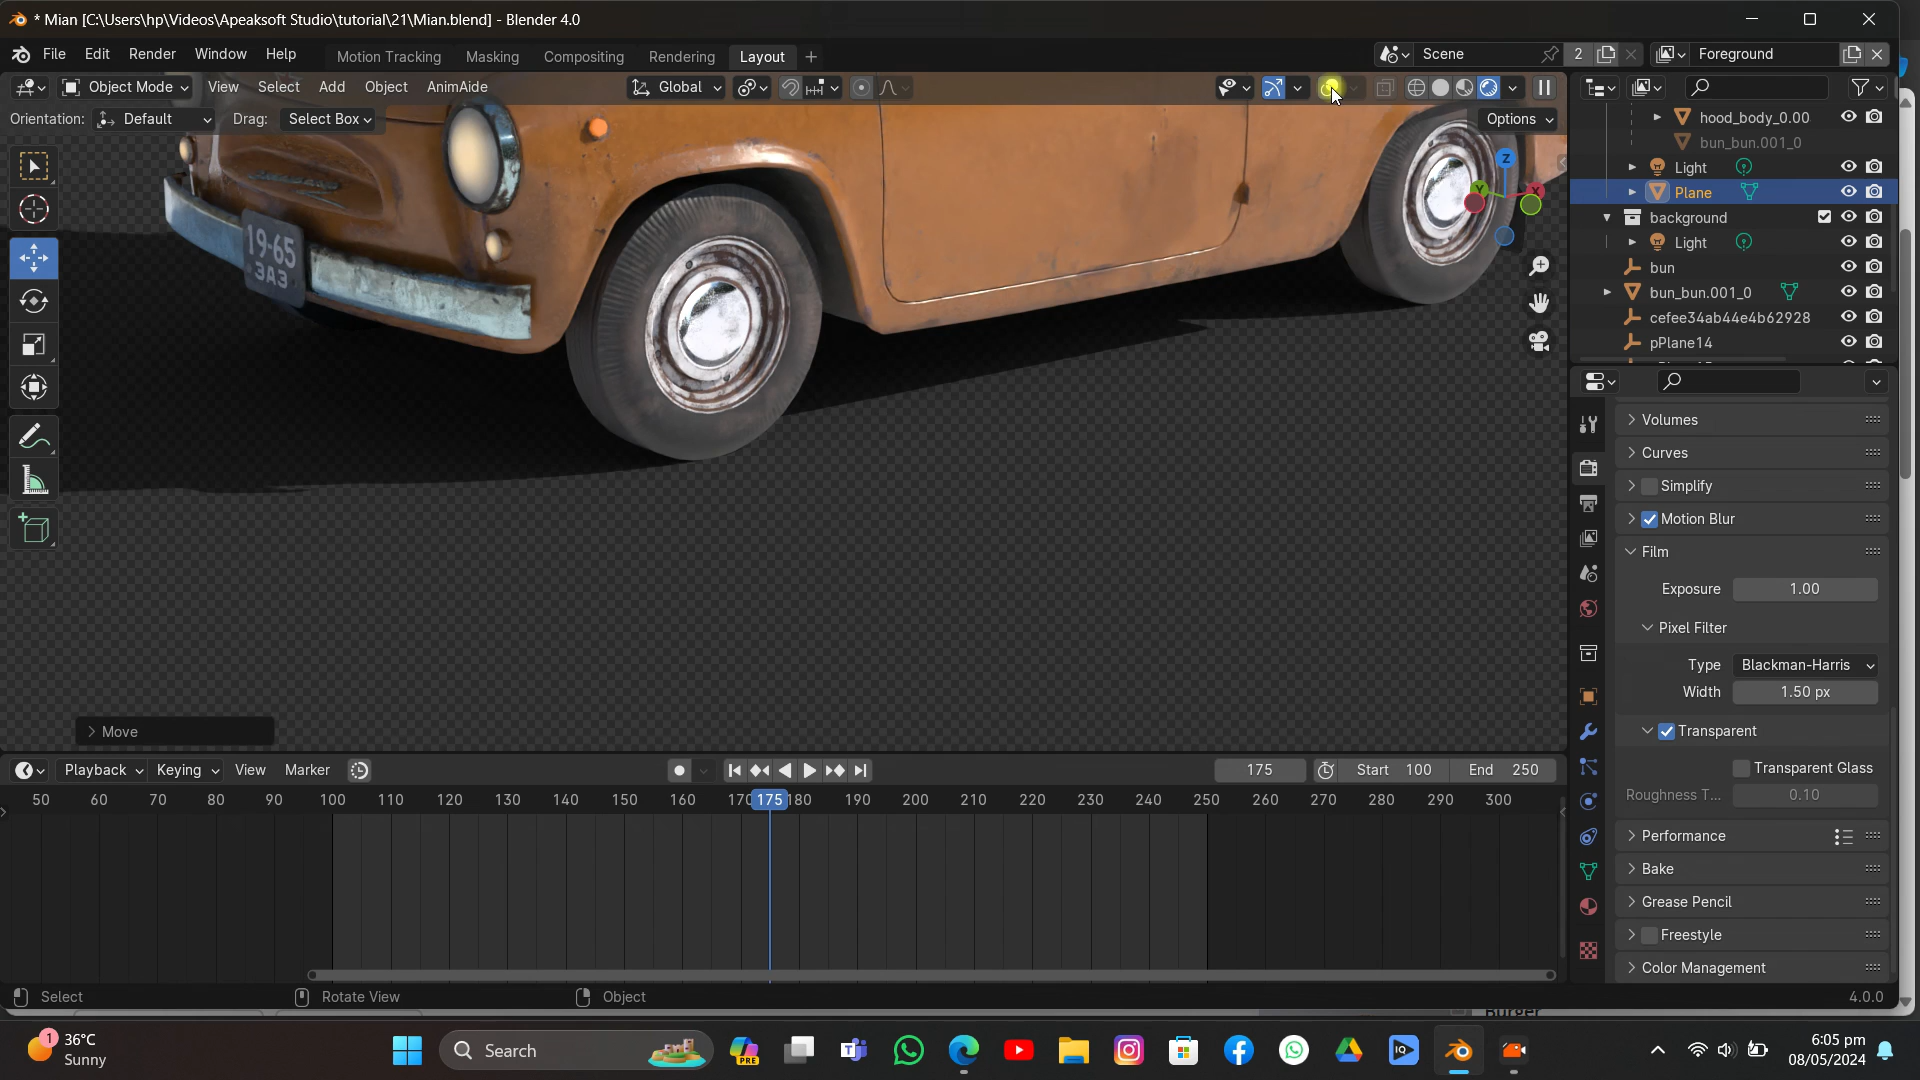 * Mian [C:\Users\hp\Videos\Apeaksoft Studio\tutorial\21\Mian.blend] - Blender 4.0
File Edit Render Window Help
Motion Tracking Masking Compositing Rendering Layout
Scene 2 Foreground
Object Mode View Select Add Object AnimAide Global
Orientation: Default Drag: Select Box Options
hood_body_0.00
bun_bun.001_0
Light
Plane
background
Light
bun
bun_bun.001_0
cefee34ab44e4b62928
pPlane14
Z
Y
X
19-65
ЗАЗ
Volumes
Curves
Simplify
Motion Blur
Film
Exposure 1.00
Pixel Filter
Type Blackman-Harris
Width 1.50 px
Transparent
Transparent Glass
Roughness T... 0.10
Performance
Bake
Grease Pencil
Freestyle
Color Management
Move
Playback Keying View Marker 175 Start 100 End 250
50 60 70 80 90 100 110 120 130 140 150 160 170 175 180 190 200 210 220 230 240 250 260 270 280 290 300
Select Rotate View Object 4.0.0
1
36°C
Sunny
Search
PRE
IQ
6:05 pm
08/05/2024